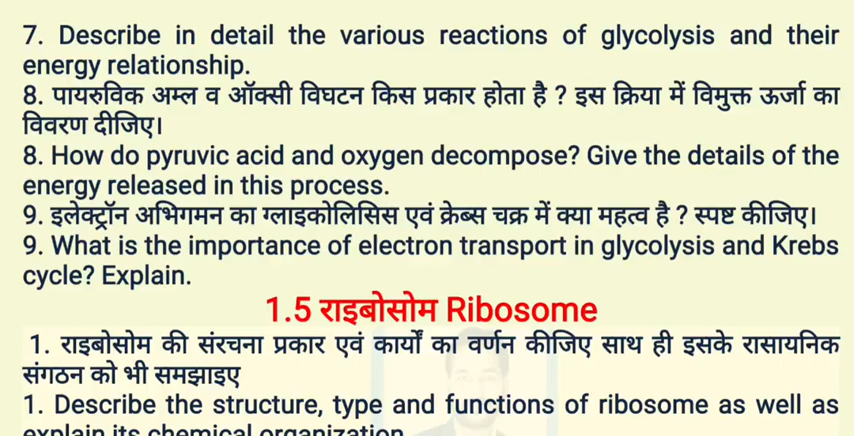 7. Describe in detail the various reactions of glycolysis and their
energy relationship.
8. पायरुविक अम्ल व ऑक्सी विघटन किस प्रकार होता है ? इस क्रिया में विमुक्त ऊर्जा का
विवरण दीजिए।
8. How do pyruvic acid and oxygen decompose? Give the details of the
energy released in this process.
9. इलेक्ट्रॉन अभिगमन का ग्लाइकोलिसिस एवं क्रेब्स चक्र में क्या महत्व है ? स्पष्ट कीजिए।
9. What is the importance of electron transport in glycolysis and Krebs
cycle? Explain.
1.5 राइबोसोम Ribosome
1. राइबोसोम की संरचना प्रकार एवं कार्यों का वर्णन कीजिए साथ ही इसके रासायनिक
संगठन को भी समझाइए
1. Describe the structure, type and functions of ribosome as well as
explain its chemical organization